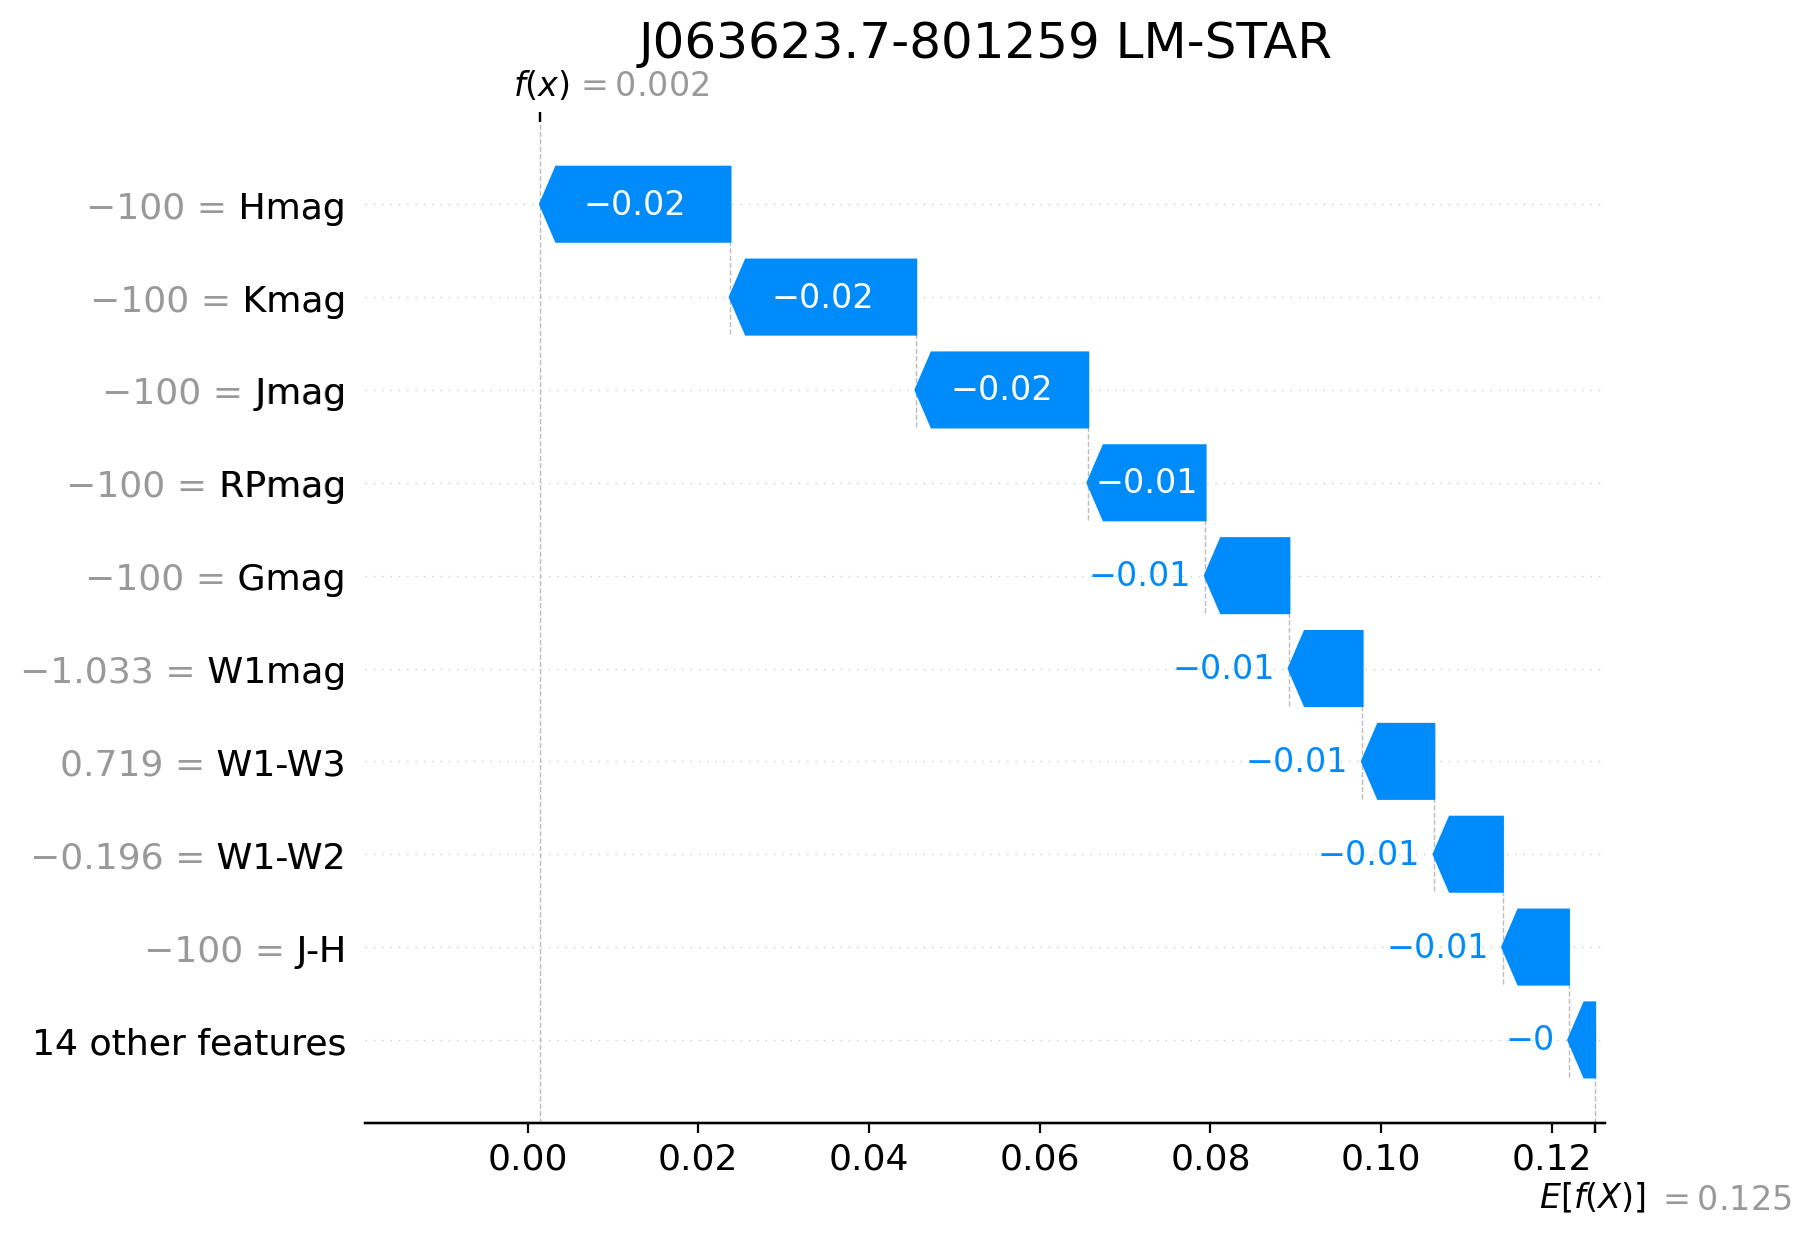 J063623.7-801259 LM-STAR
f(x) = 0.002
−100 = Hmag −0.02
−100 = Kmag −0.02
−100 = Jmag −0.02
−100 = RPmag −0.01
−100 = Gmag −0.01
−1.033 = W1mag −0.01
0.719 = W1-W3 −0.01
−0.196 = W1-W2 −0.01
−100 = J-H −0.01
14 other features −0
0.00 0.02 0.04 0.06 0.08 0.10 0.12
E[f(X)] = 0.125